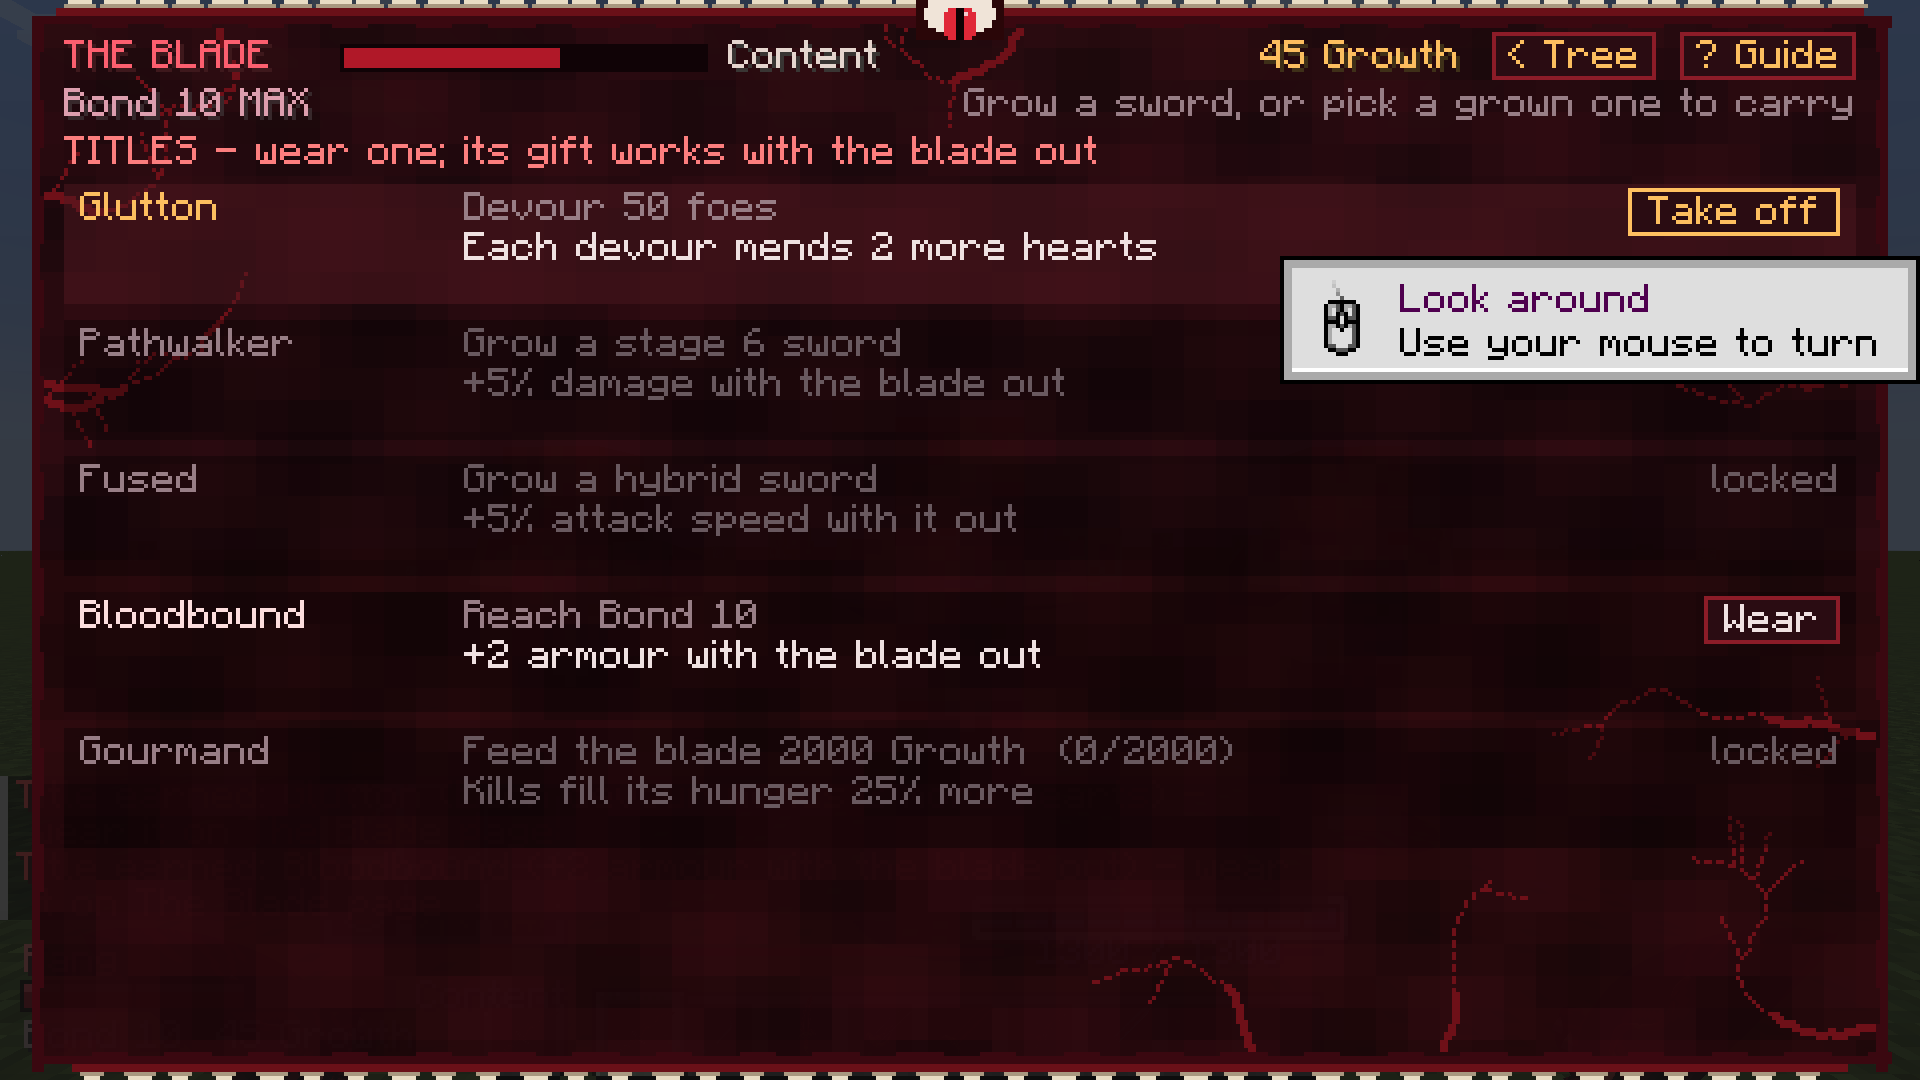 THE BLADE
Content
45 Growth
< Tree
? Guide
Bond 10 MAX
Grow a sword, or pick a grown one to carry
TITLES - wear one; its gift works with the blade out
Glutton
Devour 50 foes
Take off
Each devour mends 2 more hearts
Look around
Use your mouse to turn
Pathwalker
Grow a stage 6 sword
+5% damage with the blade out
Fused
Grow a hybrid sword
locked
+5% attack speed with it out
Bloodbound
Reach Bond 10
Wear
+2 armour with the blade out
Gourmand
Feed the blade 2000 Growth (0/2000)
locked
Kills fill its hunger 25% more